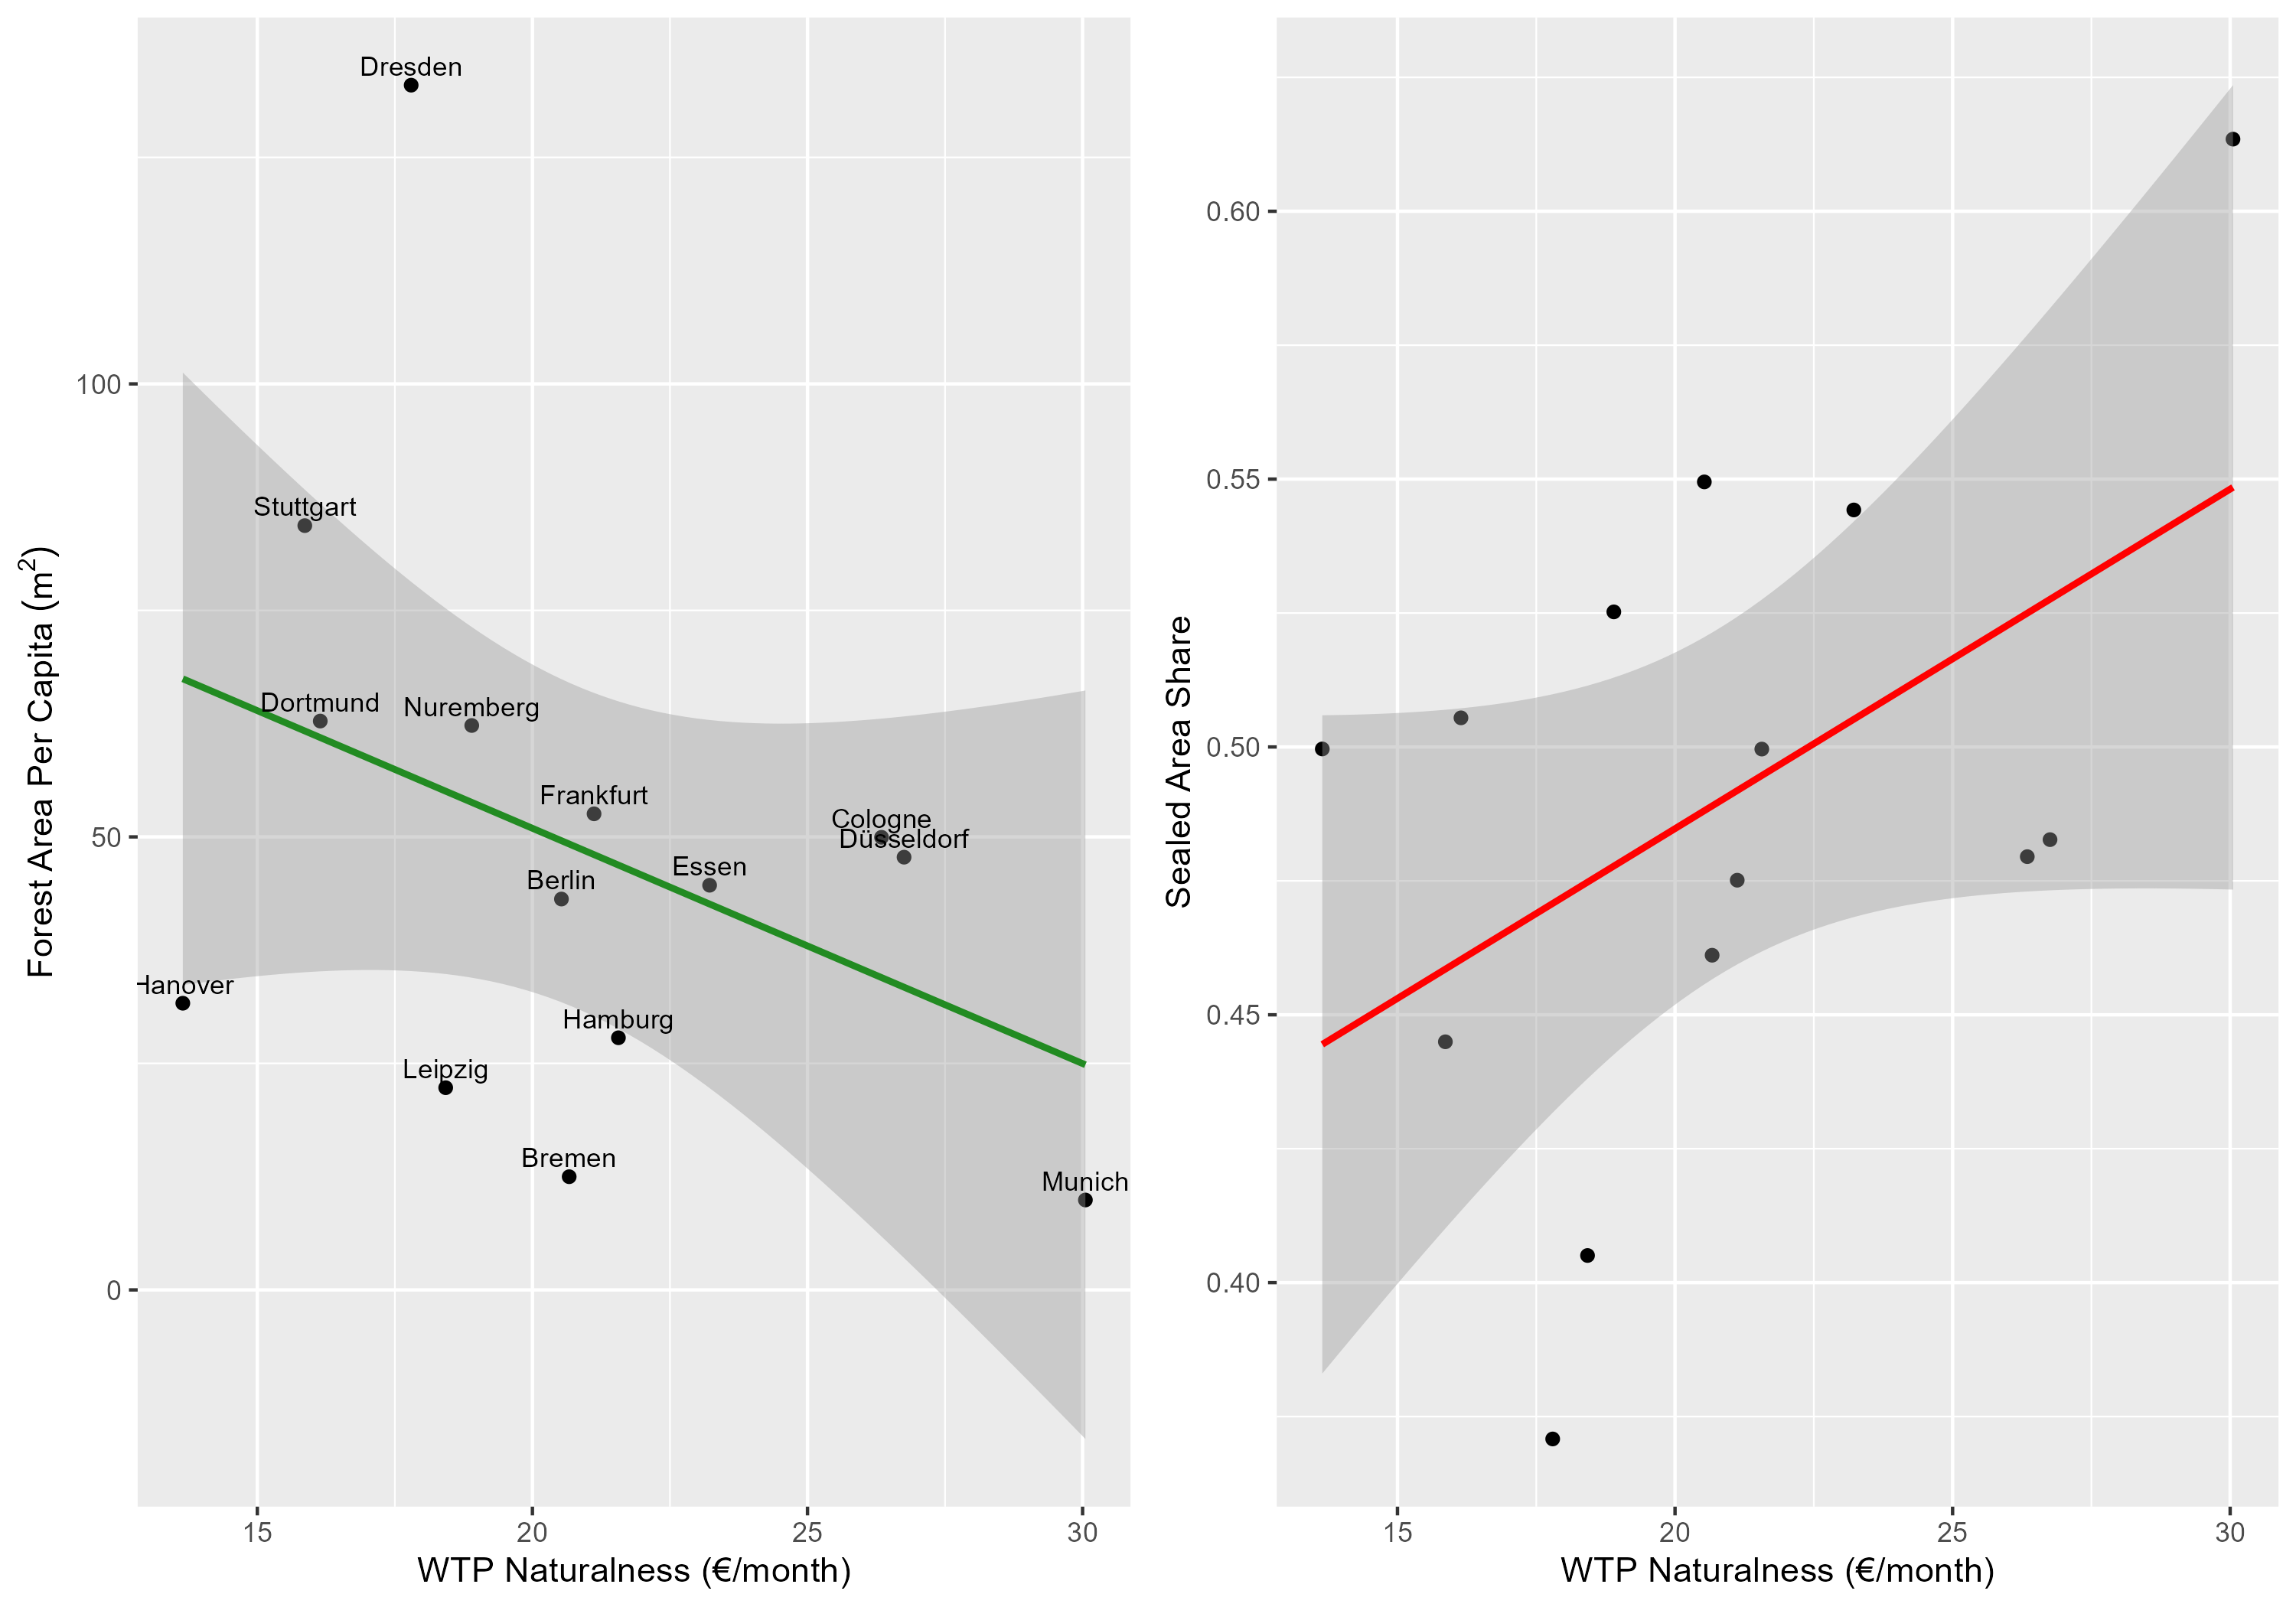 Forest Area Per Capita (m²)
100
50
0
Dresden
Stuttgart
Dortmund
Nuremberg
Frankfurt
Cologne
Düsseldorf
Essen
Berlin
Hanover
Hamburg
Leipzig
Bremen
Munich
15 20 25 30
WTP Naturalness (€/month)
Sealed Area Share
0.60
0.55
0.50
0.45
0.40
15 20 25 30
WTP Naturalness (€/month)